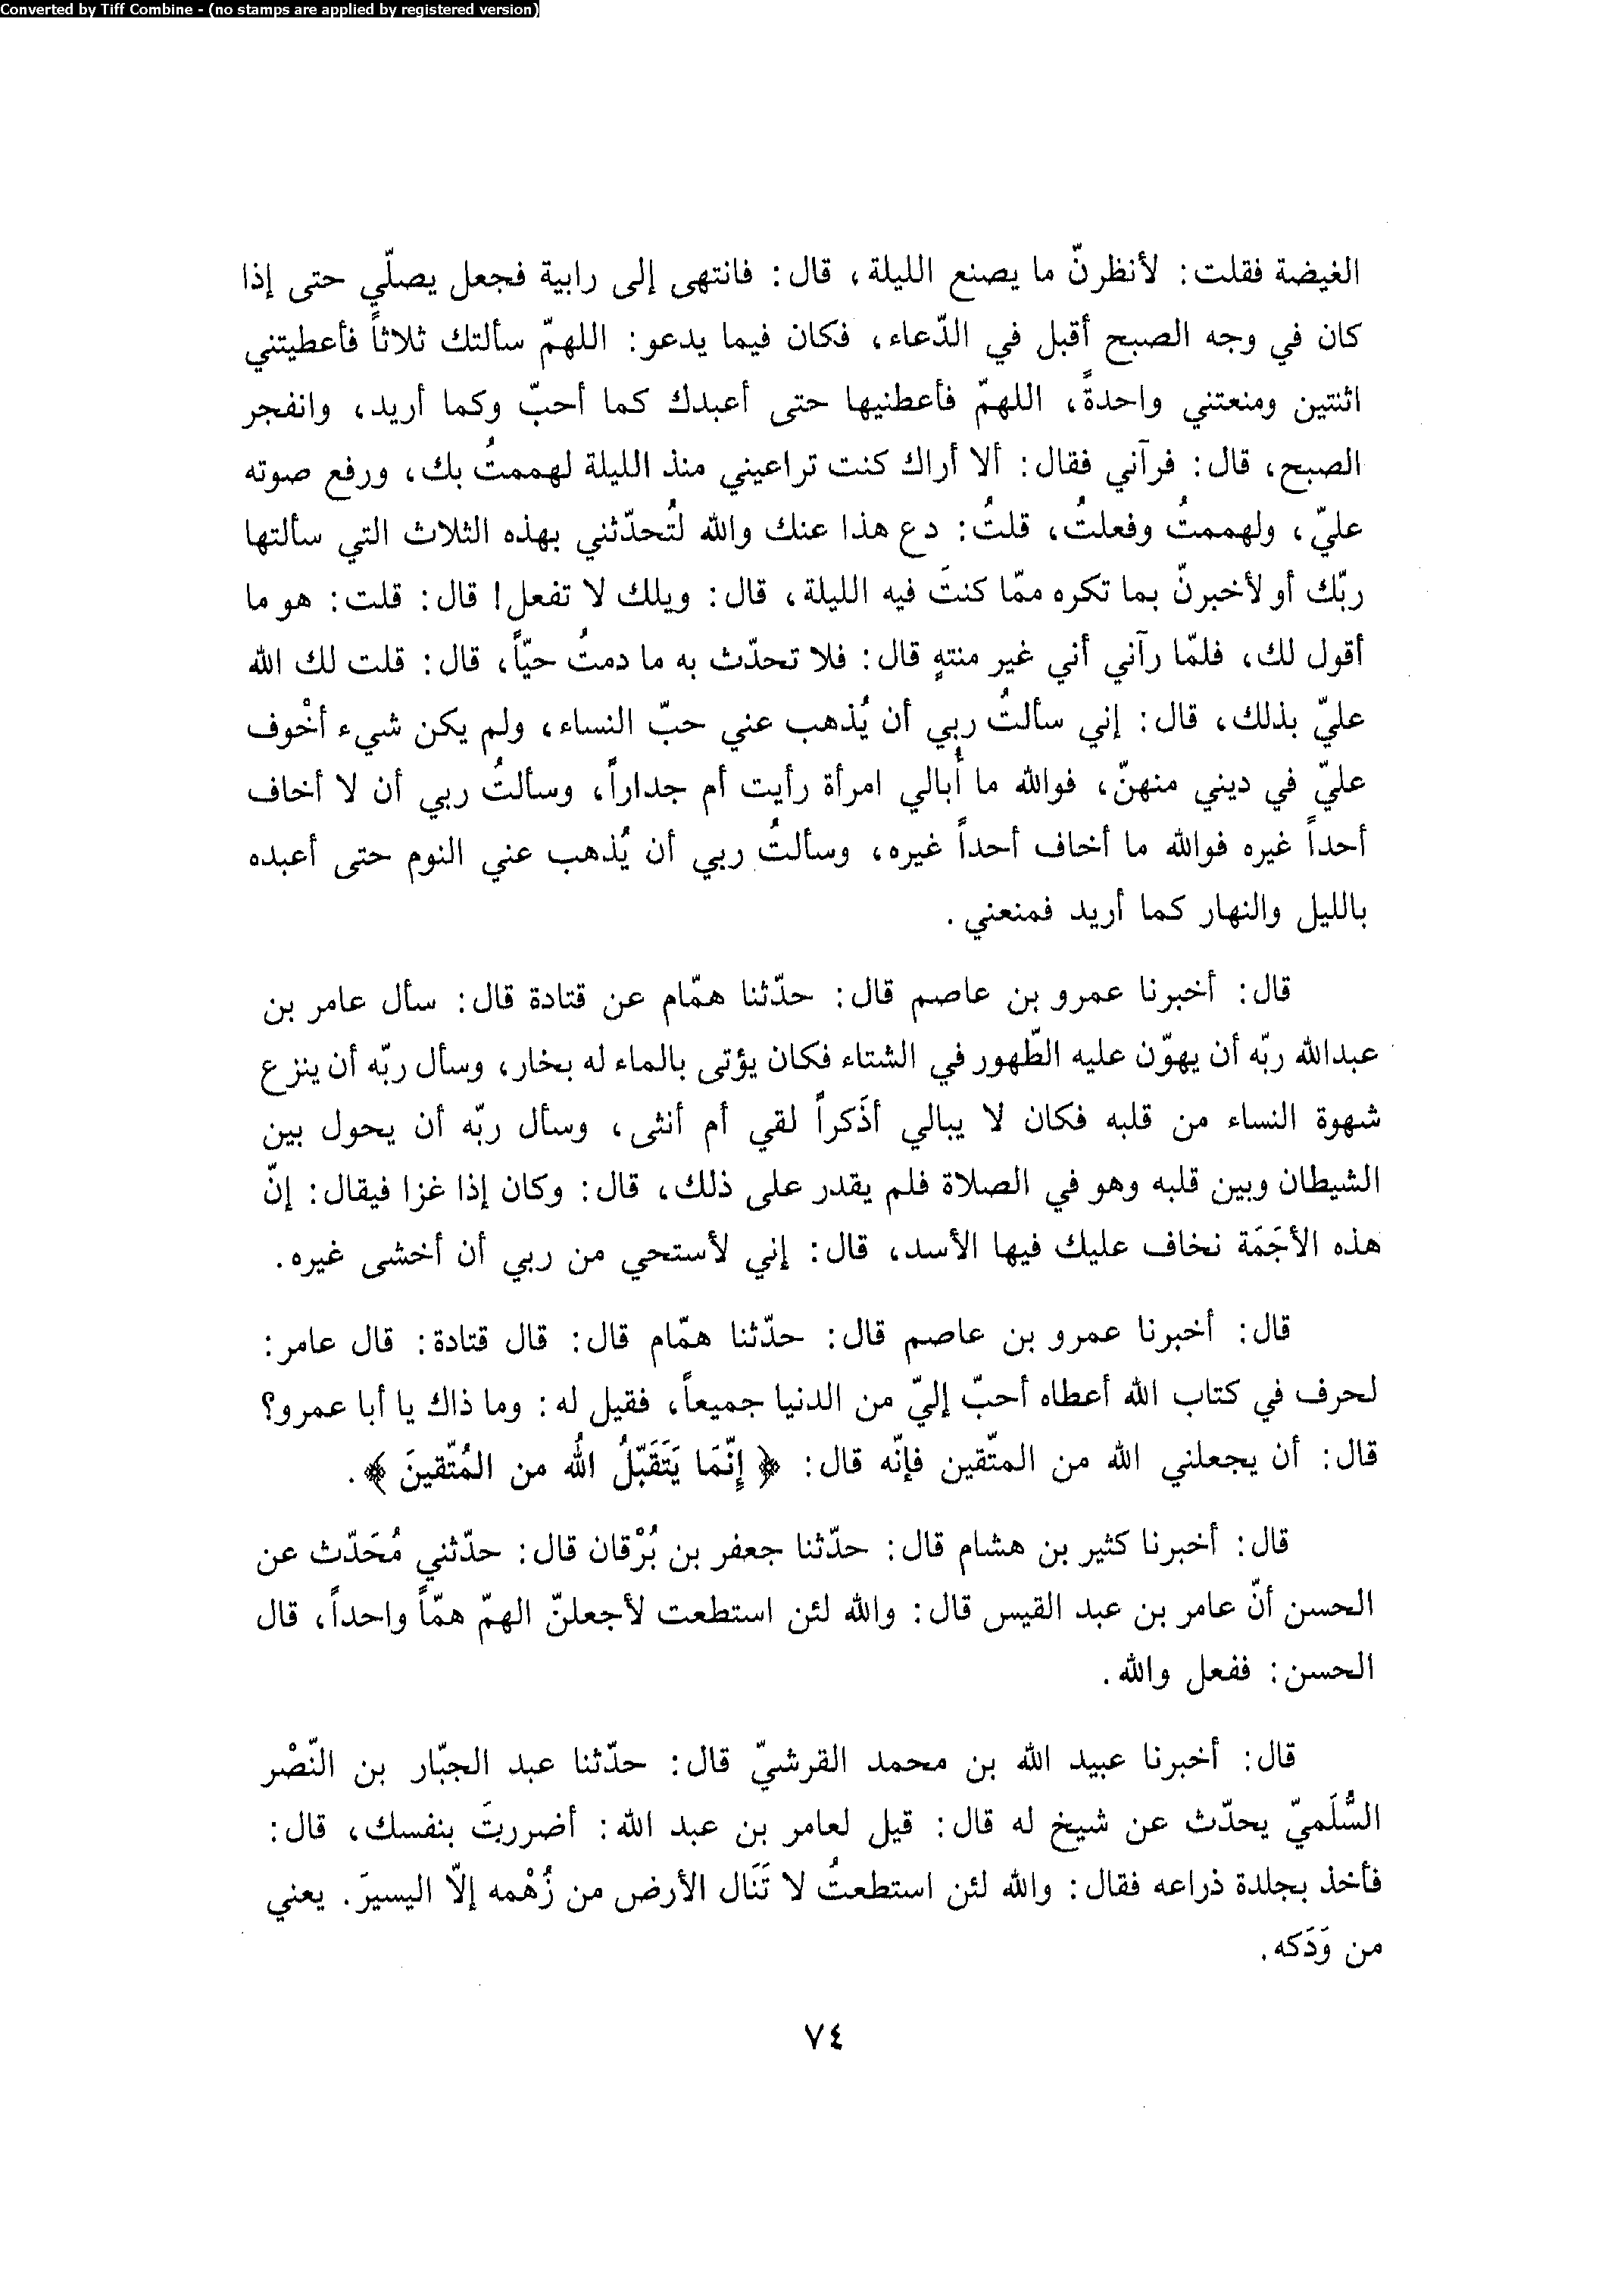 Converted by Tiff Combine - (no stamps are applied by registered version)
الغيضة فقلت: لأنظرنّ ما يصنع الليلة، قال: فانتهى إلى رابية فجعل يصلّي حتى إذا
كان في وجه الصبح أقبل في الدّعاء، فكان فيما يدعو: اللهمّ سألتك ثلاثاً فأعطيتني
اثنتين ومنعتني واحدةً، اللهمّ فأعطنيها حتى أعبدك كما أحبّ وكما أريد، وانفجر
الصبح، قال: فرآني فقال: ألا أراك كنت تراعيني منذ الليلة لهممتُ بك، ورفع صوته
عليّ، ولهممتُ وفعلتُ، قلتُ: دع هذا عنك والله لتُحدّثني بهذه الثلاث التي سألتها
ربّك أو لأخبرنّ بما تكره ممّا كنتَ فيه الليلة، قال: ويلك لا تفعل! قال: قلت: هو ما
أقول لك، فلمّا رآني أني غير منتهٍ قال: فلا تحدّث به ما دمتُ حيّاً، قال: قلت لك الله
عليّ بذلك، قال: إني سألتُ ربي أن يُذهب عني حبّ النساء، ولم يكن شيء أخْوف
عليّ في ديني منهنّ، فوالله ما أُبالي امرأة رأيت أم جداراً، وسألتُ ربي أن لا أخاف
أحداً غيره فوالله ما أخاف أحداً غيره، وسألتُ ربي أن يُذهب عني النوم حتى أعبده
بالليل والنهار كما أريد فمنعني.
قال: أخبرنا عمرو بن عاصم قال: حدّثنا همّام عن قتادة قال: سأل عامر بن
عبدالله ربّه أن يهوّن عليه الطّهور في الشتاء فكان يؤتى بالماء له بخار، وسأل ربّه أن ينزع
شهوة النساء من قلبه فكان لا يبالي أذَكراً لقي أم أنثى، وسأل ربّه أن يحول بين
الشيطان وبين قلبه وهو في الصلاة فلم يقدر على ذلك، قال: وكان إذا غزا فيقال: إنّ
هذه الأجَمَة نخاف عليك فيها الأسد، قال: إني لأستحي من ربي أن أخشى غيره.
قال: أخبرنا عمرو بن عاصم قال: حدّثنا همّام قال: قال قتادة: قال عامر:
لحرف في كتاب الله أعطاه أحبّ إليّ من الدنيا جميعاً، فقيل له: وما ذاك يا أبا عمرو؟
قال: أن يجعلني الله من المتّقين فإنّه قال: ﴿ إِنّمَا يَتَقَبّلُ اللُه من المُتّقينَ ﴾.
قال: أخبرنا كثير بن هشام قال: حدّثنا جعفر بن بُرْقان قال: حدّثني مُحَدّث عن
الحسن أنّ عامر بن عبد القيس قال: والله لئن استطعت لأجعلنّ الهمّ همّاً واحداً، قال
الحسن: ففعل والله.
قال: أخبرنا عبيد الله بن محمد القرشيّ قال: حدّثنا عبد الجبّار بن النّصْر
السُّلَميّ يحدّث عن شيخ له قال: قيل لعامر بن عبد الله: أضررتَ بنفسك، قال:
فأخذ بجلدة ذراعه فقال: والله لئن استطعتُ لا تَنَال الأرض من زُهْمه إلّا اليسيرَ. يعني
من وَدَكه.
٧٤